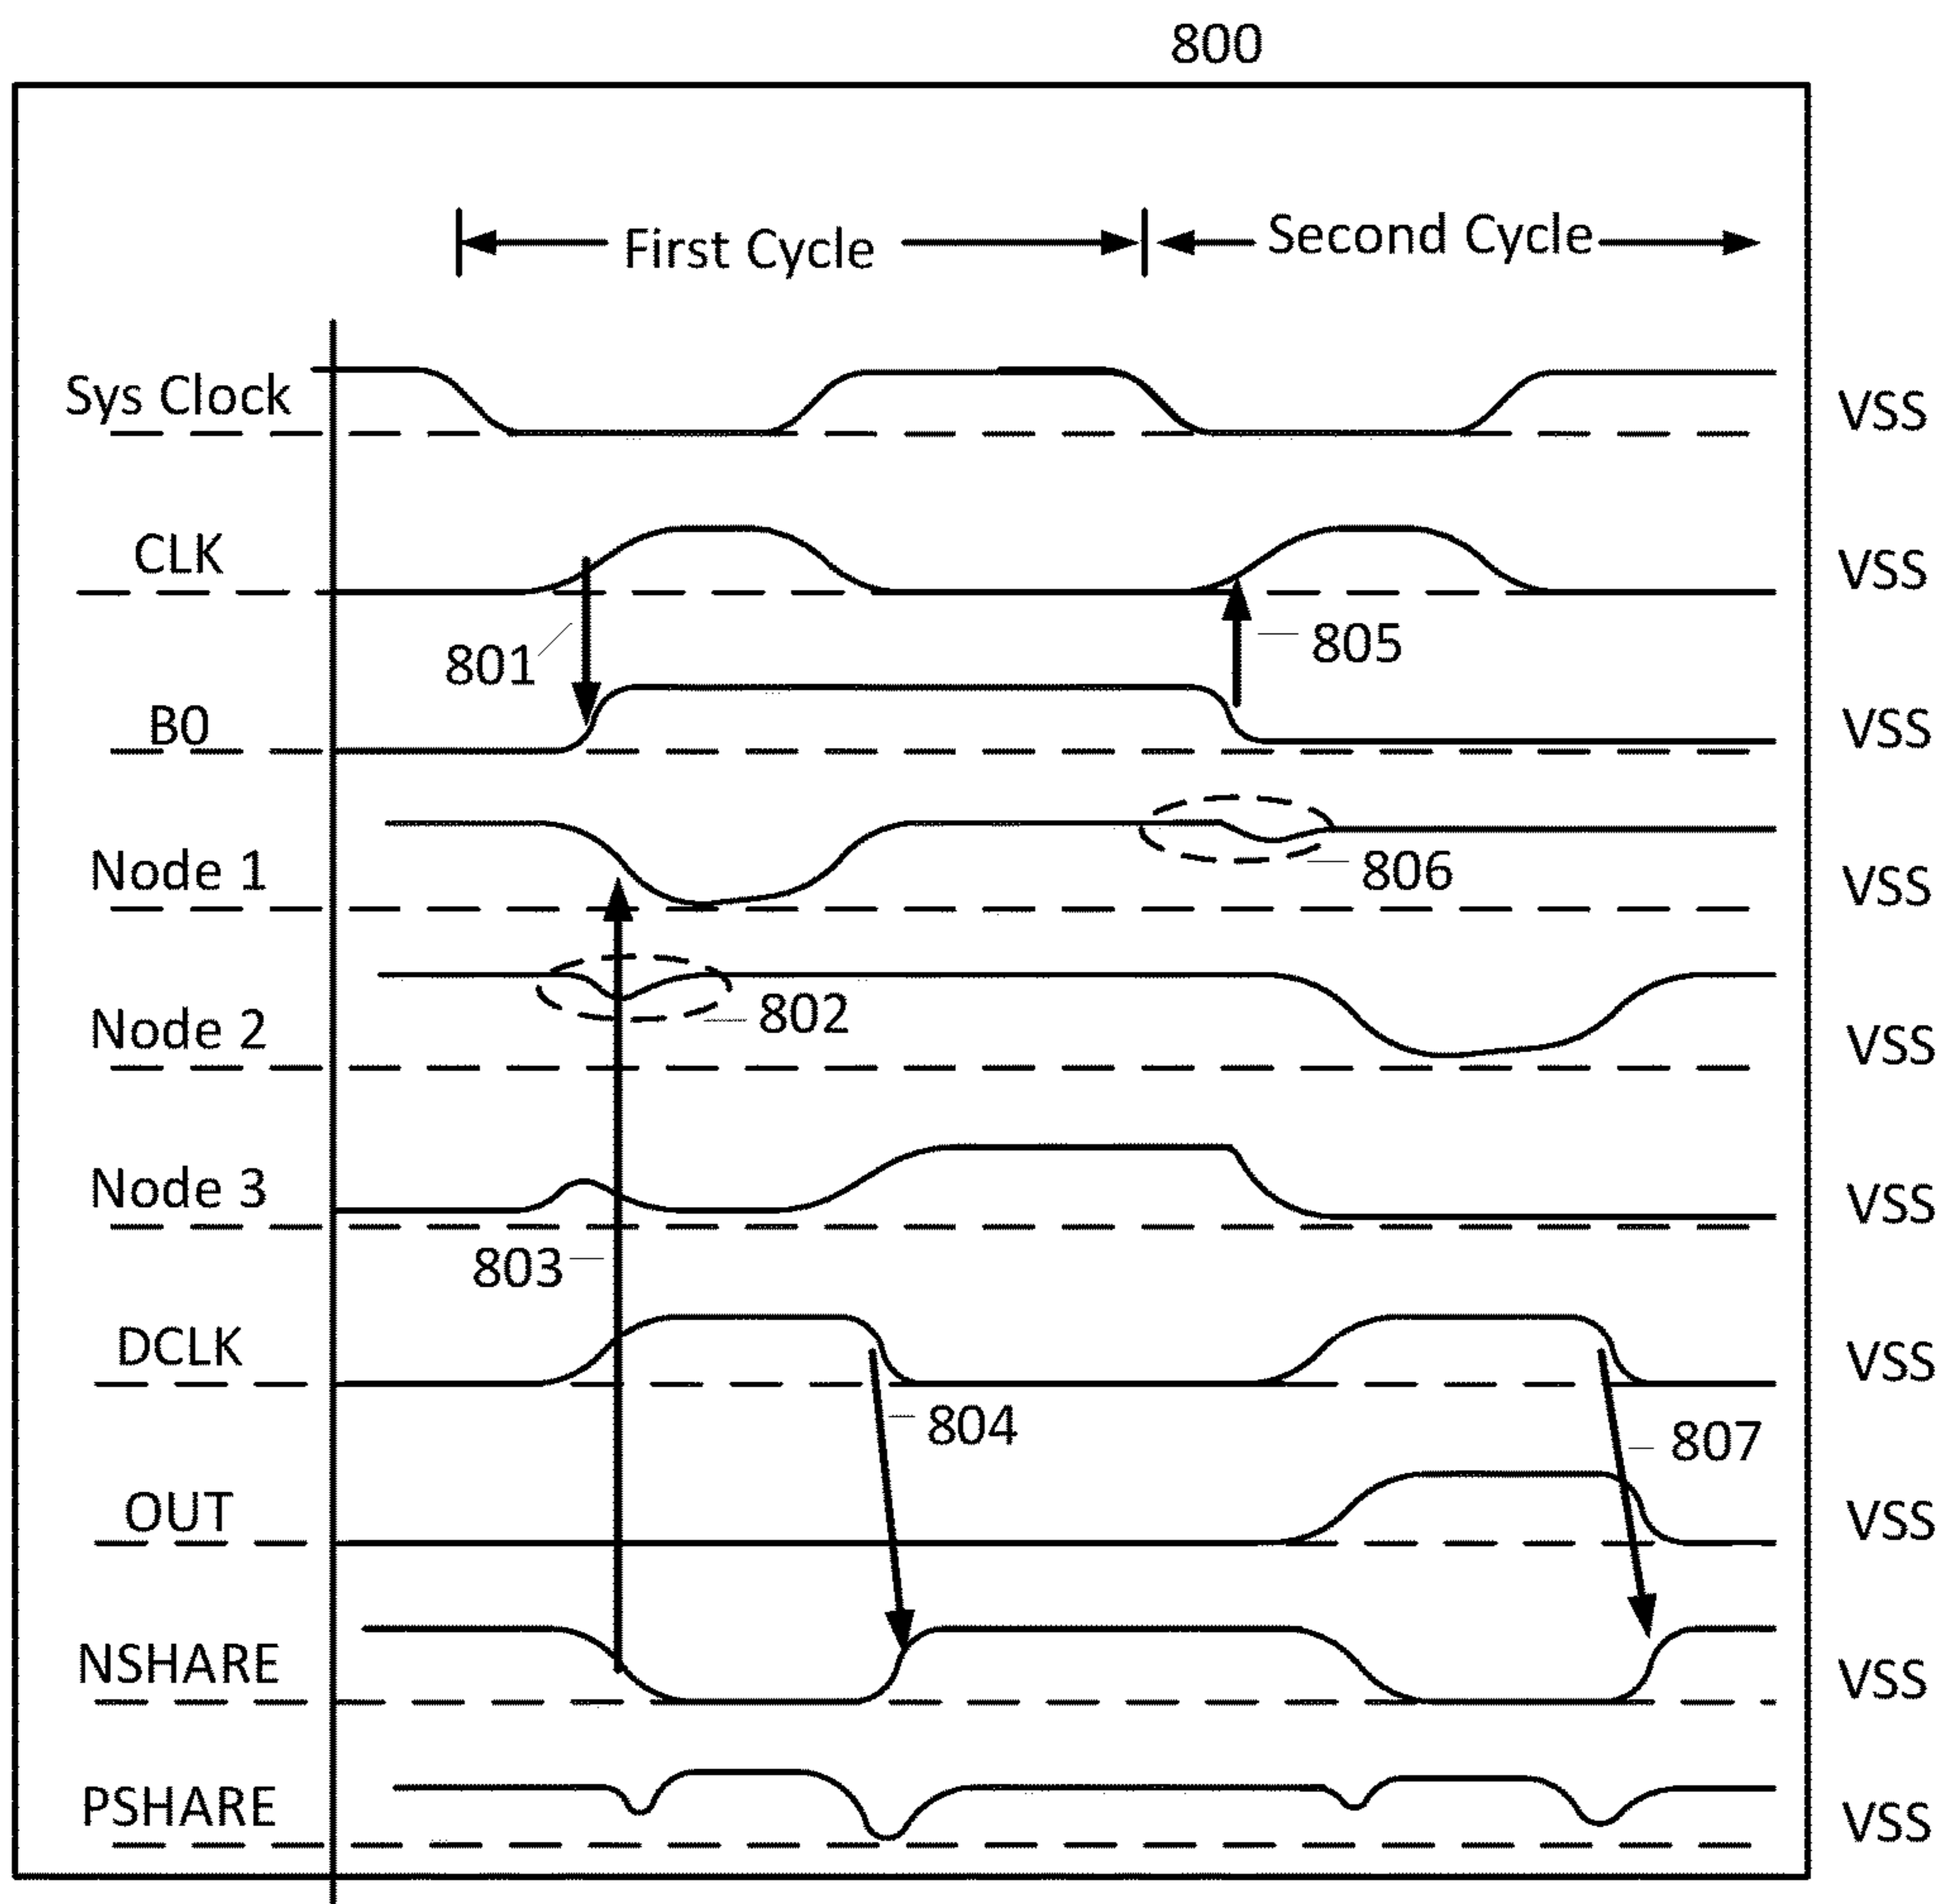 800
First Cycle
Second Cycle
Sys Clock
VSS
CLK
VSS
801
805
B0
VSS
Node 1
806
VSS
802
Node 2
VSS
Node 3
VSS
803
DCLK
VSS
804
807
OUT
VSS
NSHARE
VSS
PSHARE
VSS